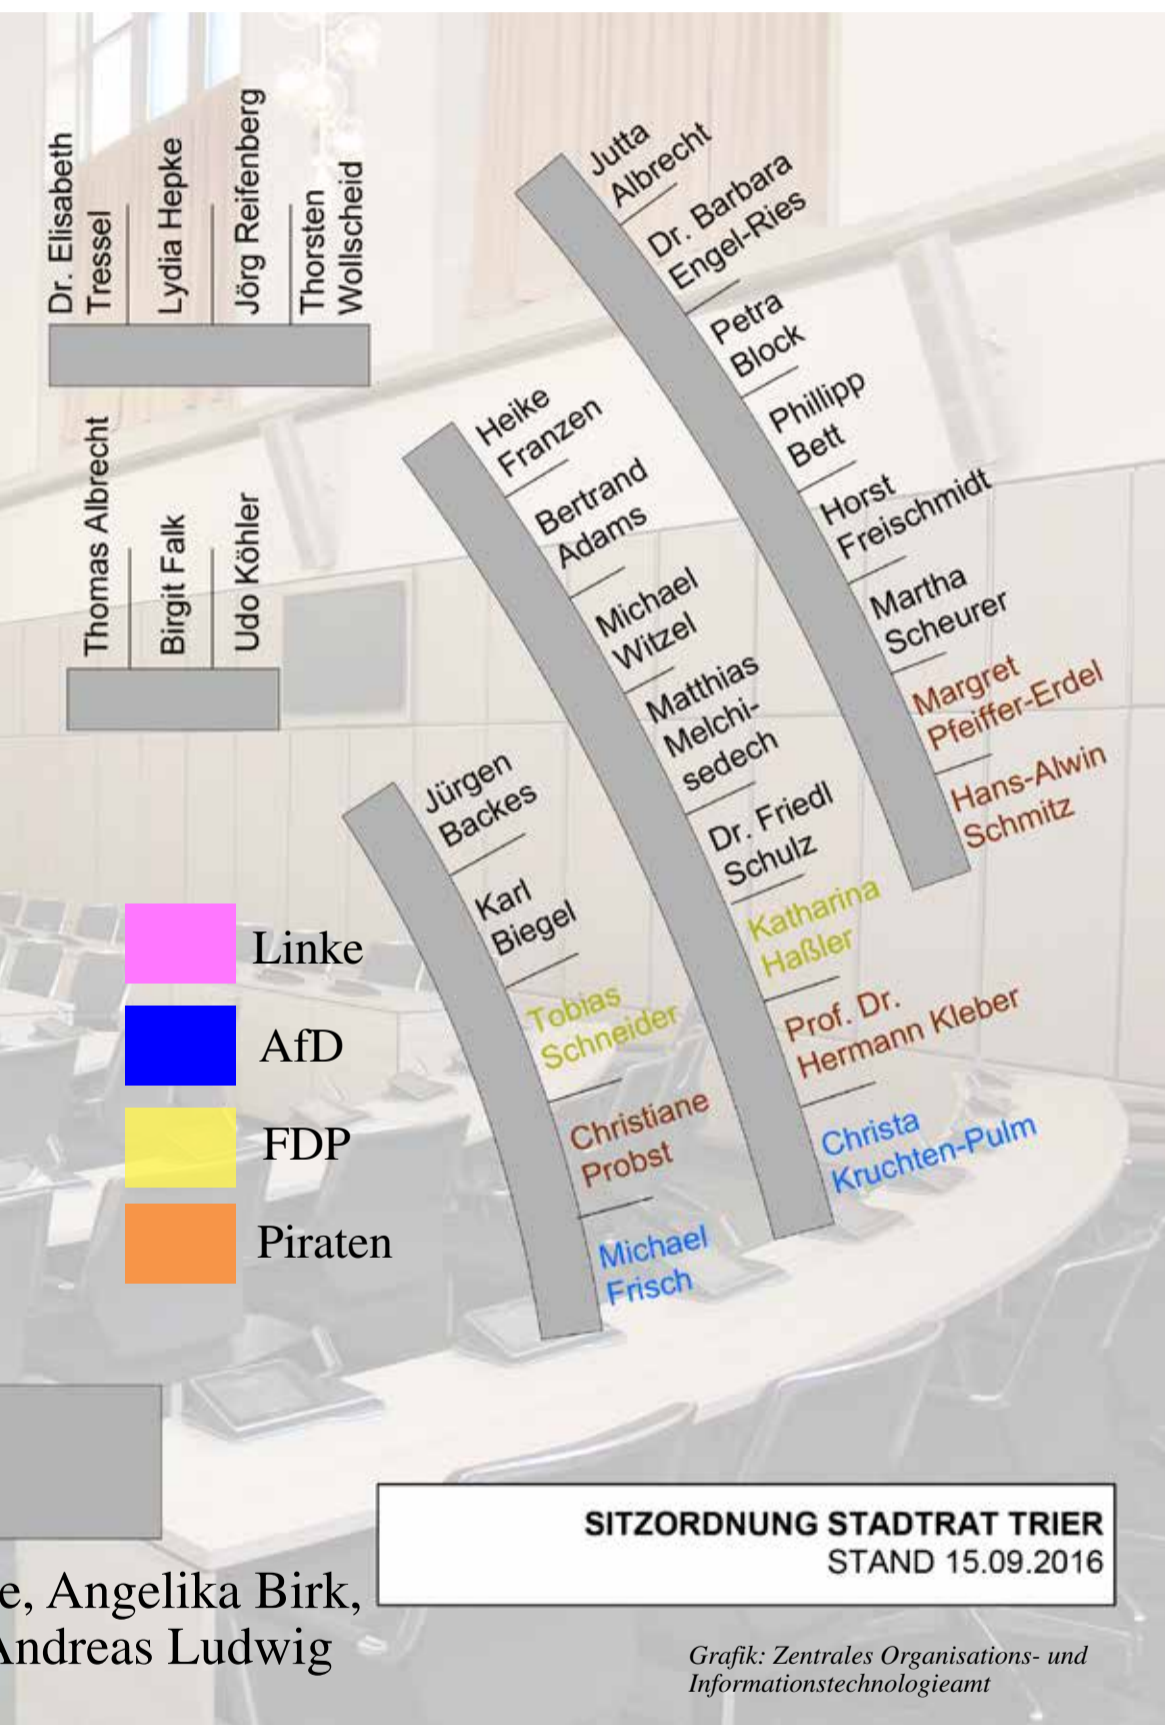 Dr. Elisabeth
Tressel
Lydia Hepke
Jörg Reifenberg
Thorsten
Wollscheid
Thomas Albrecht
Birgit Falk
Udo Köhler
Jutta
Albrecht
Dr. Barbara
Engel-Ries
Petra
Block
Phillipp
Bett
Horst
Freischmidt
Martha
Scheurer
Margret
Pfeiffer-Erdel
Hans-Alwin
Schmitz
Heike
Franzen
Bertrand
Adams
Michael
Witzel
Matthias
Melchi-
sedech
Dr. Friedl
Schulz
Katharina
Haßler
Prof. Dr.
Hermann Kleber
Christa
Kruchten-Pulm
Jürgen
Backes
Karl
Biegel
Tobias
Schneider
Christiane
Probst
Michael
Frisch
Linke
AfD
FDP
Piraten
e, Angelika Birk,
Andreas Ludwig
SITZORDNUNG STADTRAT TRIER
STAND 15.09.2016
Grafik: Zentrales Organisations- und
Informationstechnologieamt